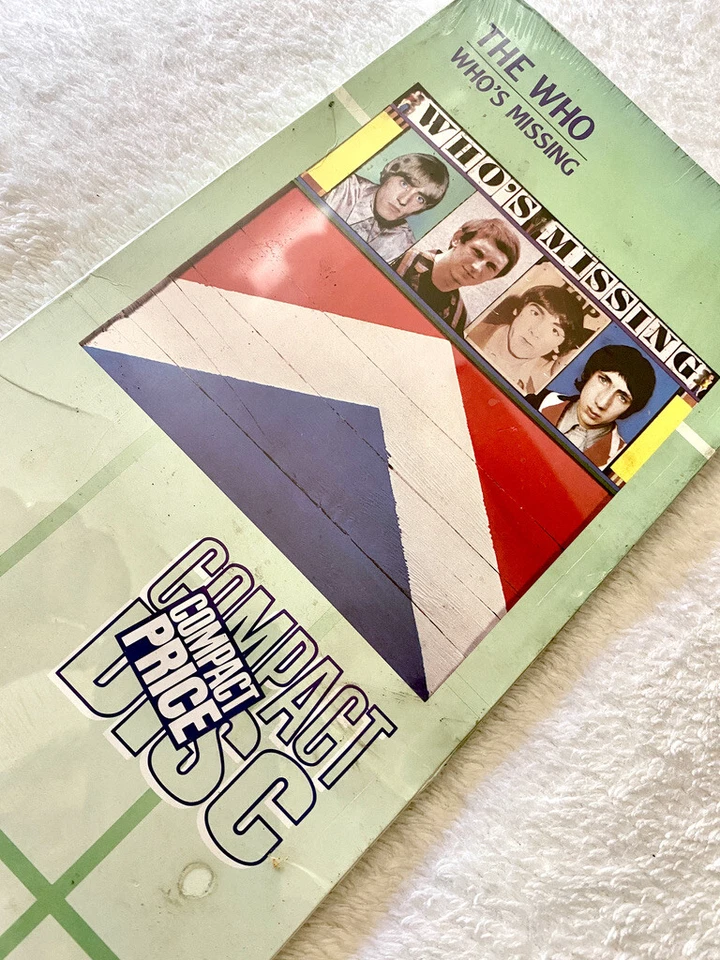 THE WHO
WHO'S MISSING
WHO'S MISSING
COMPACT
DISC
COMPACT
PRICE